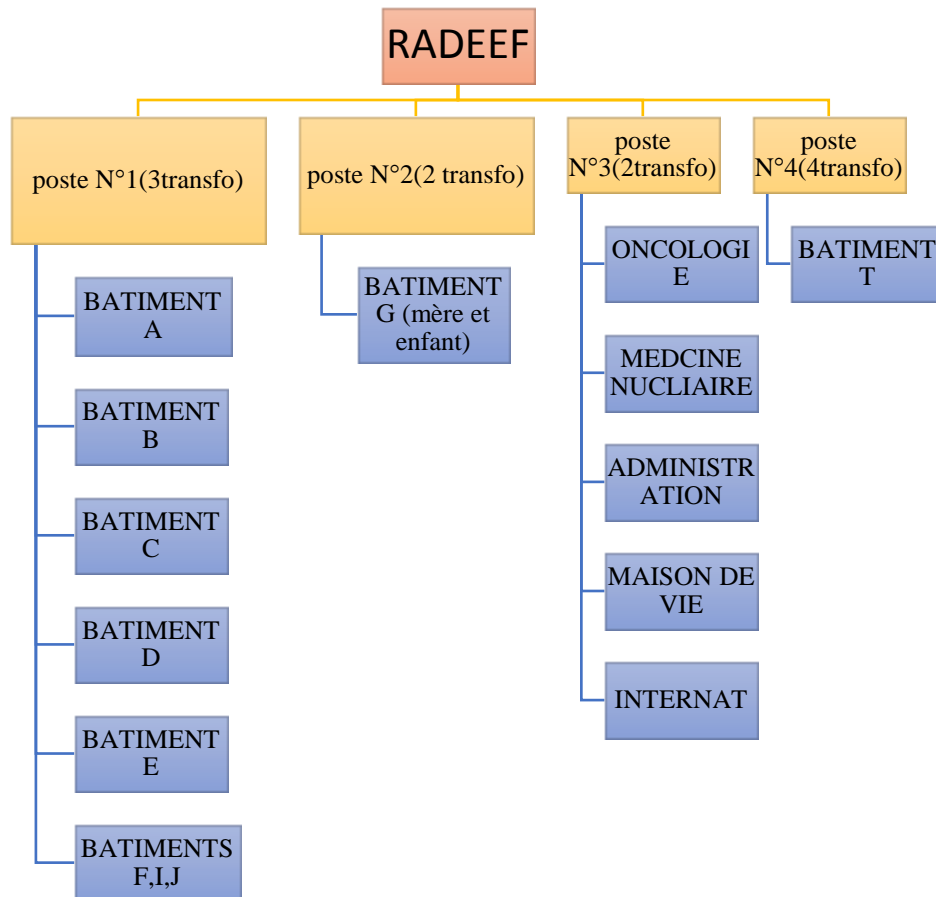 RADEEF
poste N°1(3transfo)
BATIMENT
A
BATIMENT
B
BATIMENT
C
BATIMENT
D
BATIMENT
E
BATIMENTS
F,I,J
poste N°2(2 transfo)
BATIMENT
G (mère et
enfant)
poste
N°3(2transfo)
ONCOLOGI
E
MEDCINE
NUCLIAIRE
ADMINISTR
ATION
MAISON DE
VIE
INTERNAT
poste
N°4(4transfo)
BATIMENT
T